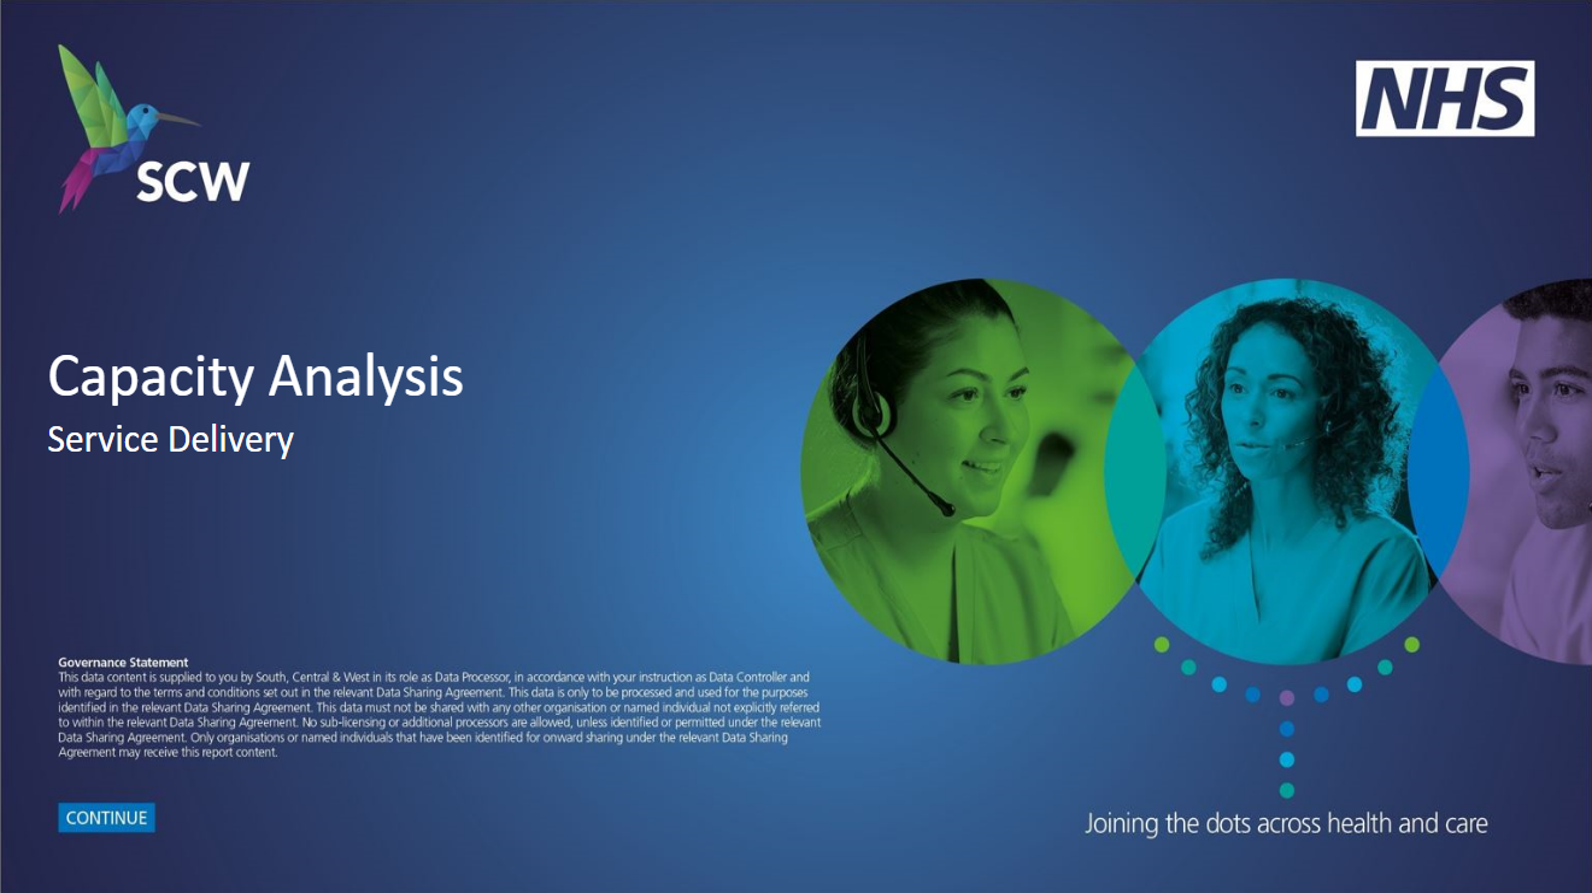 SCW
NHS
Capacity Analysis
Service Delivery
Governance Statement
This data content is supplied to you by South, Central & West in its role as Data Processor, in accordance with your instruction as Data Controller and
with regard to the terms and conditions set out in the relevant Data Sharing Agreement. This data is only to be processed and used for the purposes
identified in the relevant Data Sharing Agreement. This data must not be shared with any other organisation or named individual not explicitly referred
to within the relevant Data Sharing Agreement. No sub-licensing or additional processors are allowed, unless identified or permitted under the relevant
Data Sharing Agreement. Only organisations or named individuals that have been identified for onward sharing under the relevant Data Sharing
Agreement may receive this report content.
CONTINUE
Joining the dots across health and care